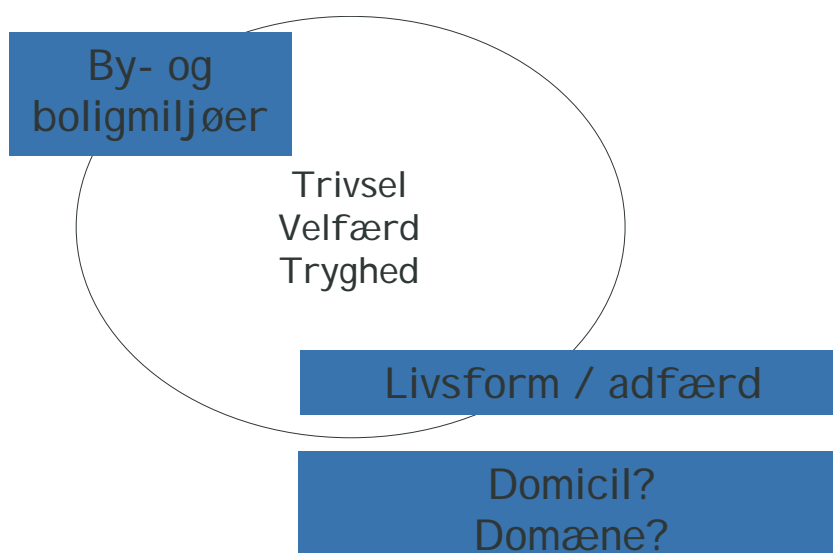 By- og
boligmiljøer
Trivsel
Velfærd
Tryghed
Livsform / adfærd
Domicil?
Domæne?